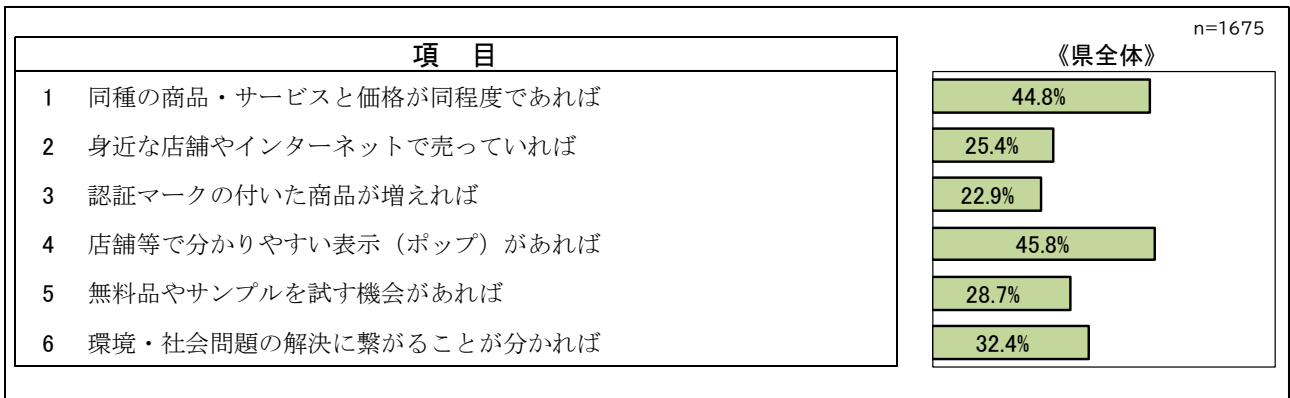 n=1675
項　目
《県全体》
1 同種の商品・サービスと価格が同程度であれば 44.8%
2 身近な店舗やインターネットで売っていれば 25.4%
3 認証マークの付いた商品が増えれば 22.9%
4 店舗等で分かりやすい表示（ポップ）があれば 45.8%
5 無料品やサンプルを試す機会があれば 28.7%
6 環境・社会問題の解決に繋がることが分かれば 32.4%